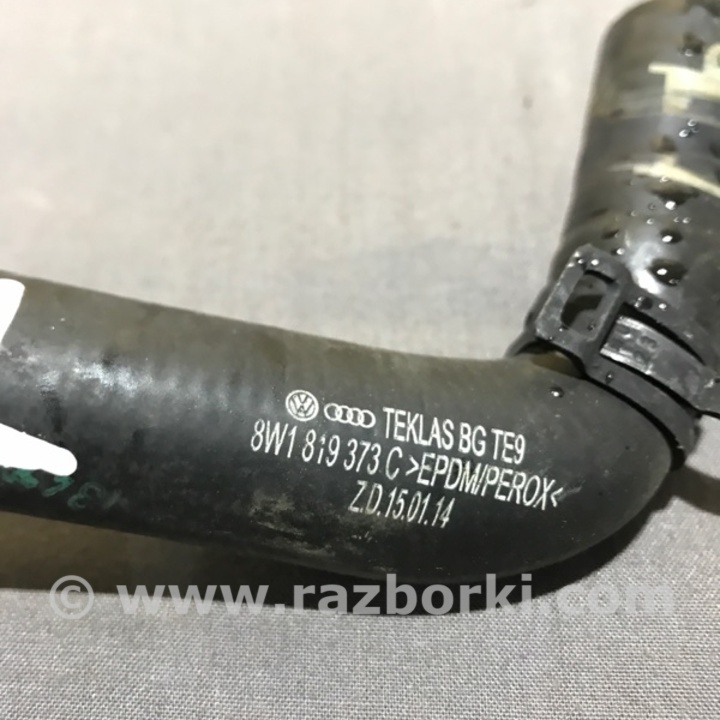 TEKLAS BG TE9
8W1 819 373 C >EPDM/PEROX<
Z.D.15.01.14
© www.razborki.com